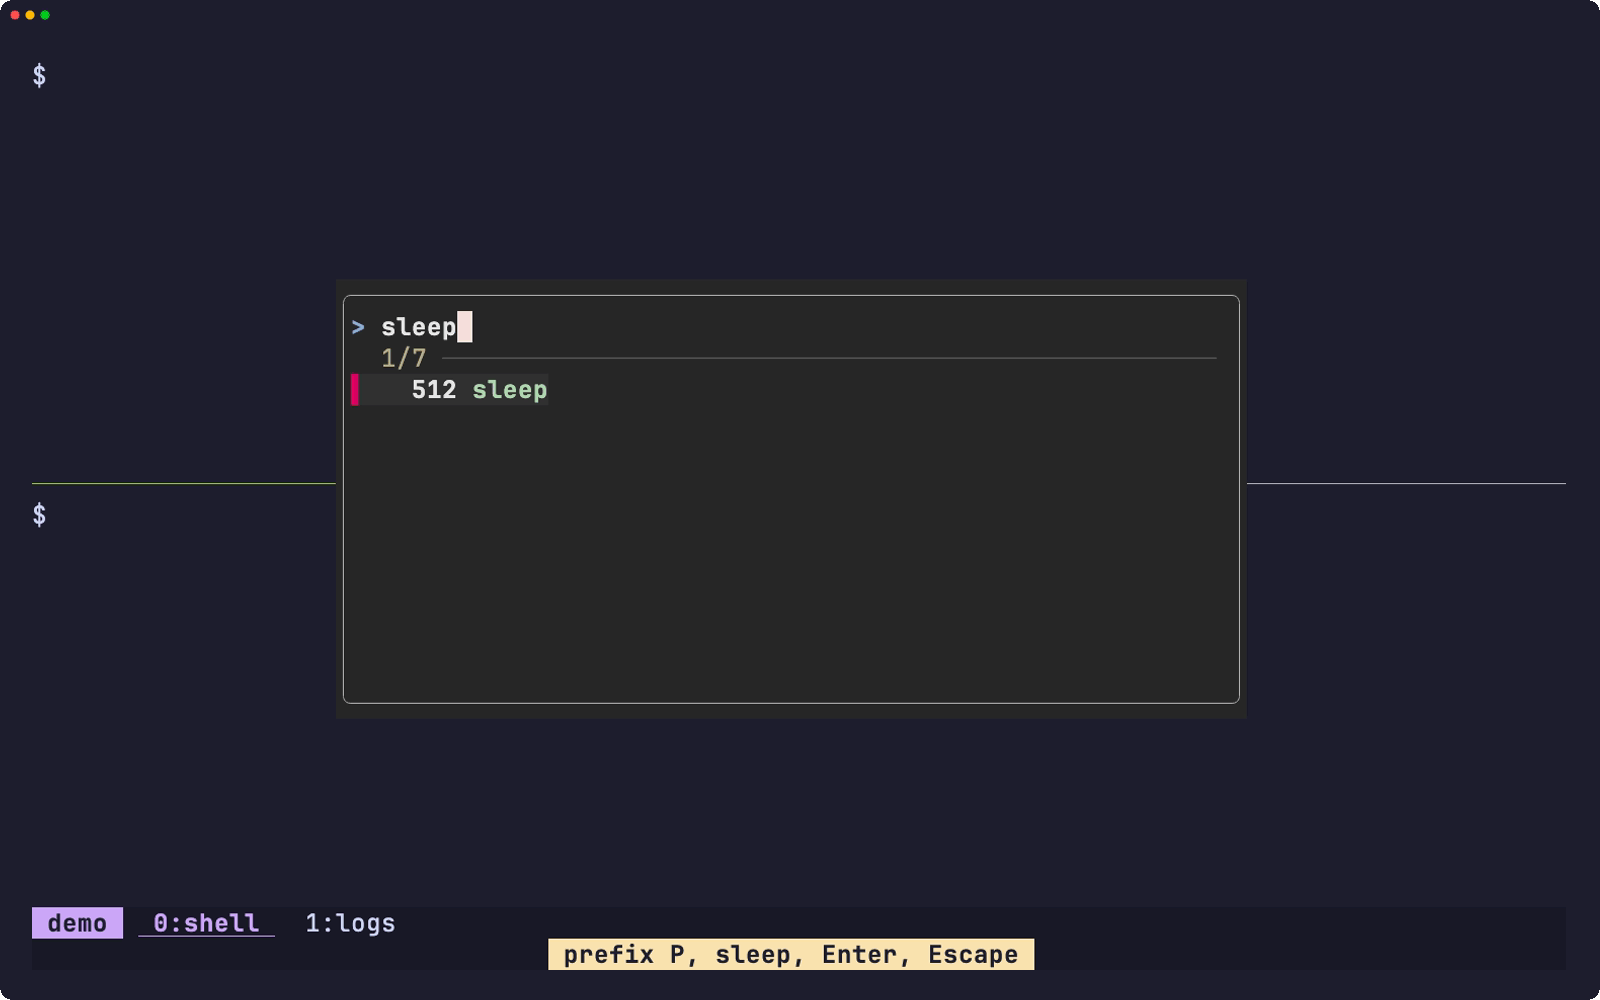 $
> sleep
1/7
512 sleep
$
demo 0:shell 1:logs
prefix P, sleep, Enter, Escape